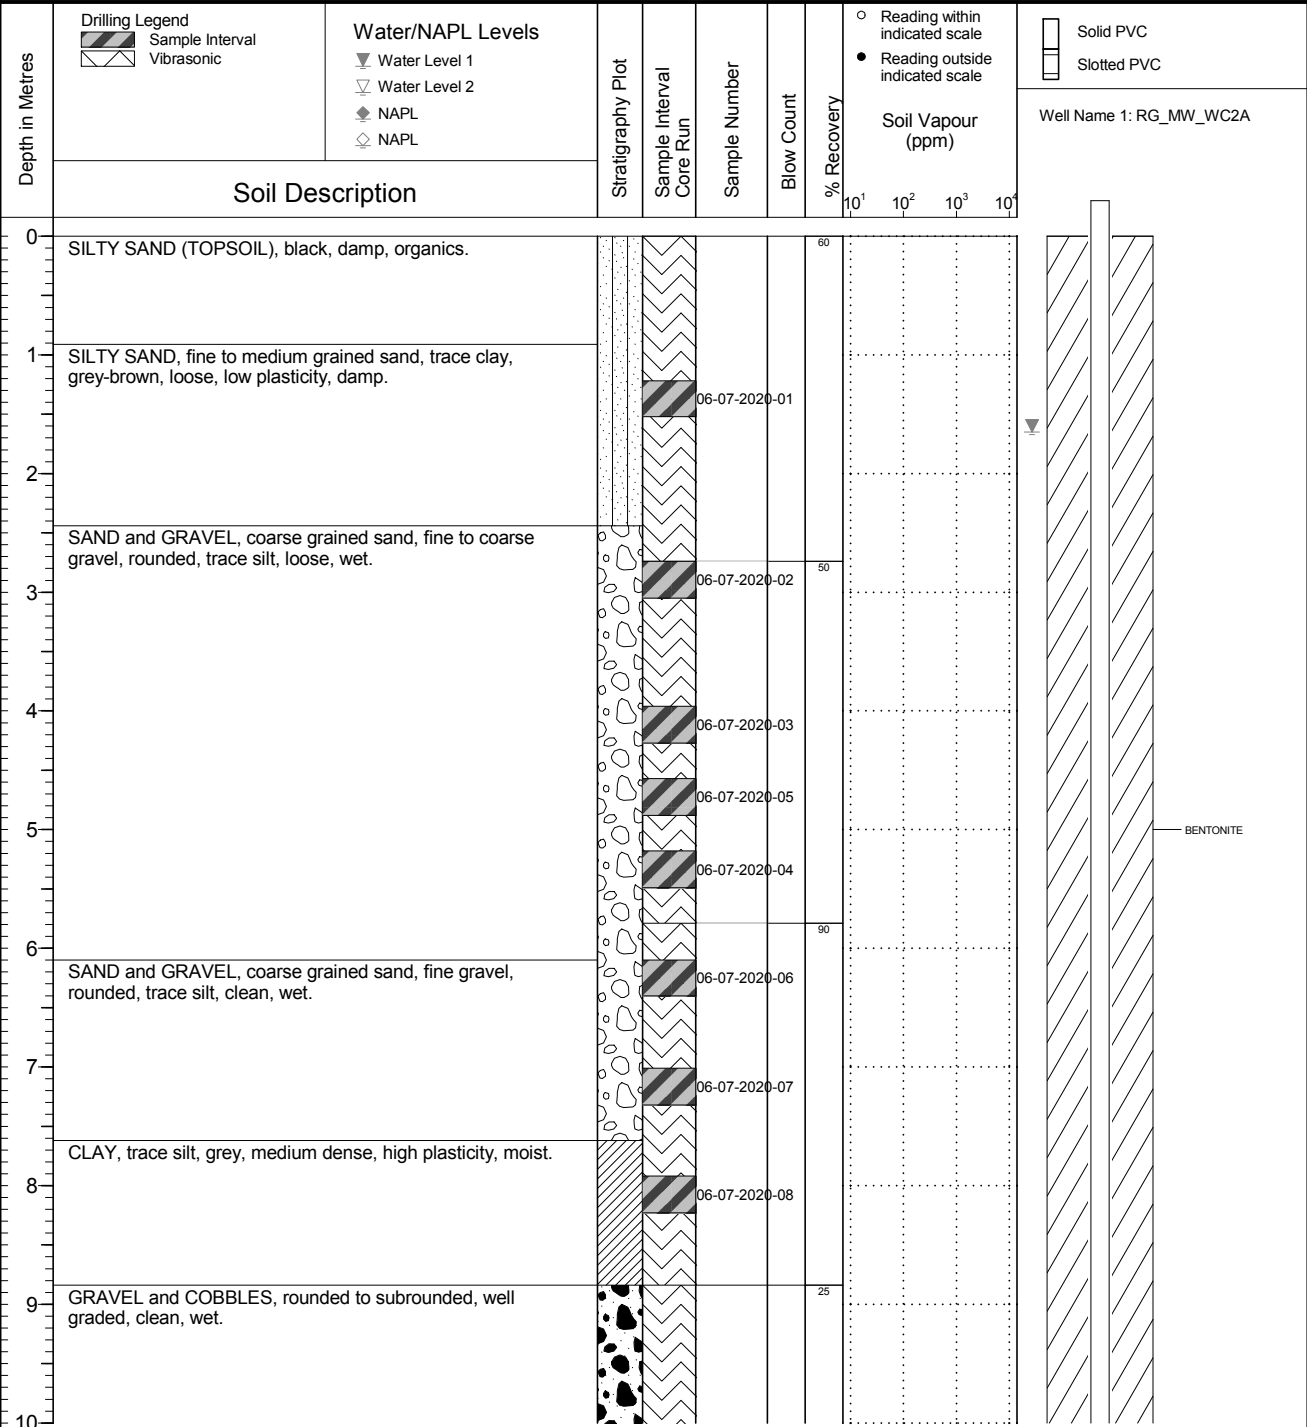 Depth in Metres
Drilling Legend
Sample Interval
Vibrasonic
Water/NAPL Levels
Water Level 1
Water Level 2
NAPL
NAPL
Soil Description
Stratigraphy Plot
Sample Interval
Core Run
Sample Number
Blow Count
% Recovery
Reading within
indicated scale
Reading outside
indicated scale
Soil Vapour
(ppm)
10¹ 10² 10³ 10⁴
Solid PVC
Slotted PVC
Well Name 1: RG_MW_WC2A
0
SILTY SAND (TOPSOIL), black, damp, organics.
60
1
SILTY SAND, fine to medium grained sand, trace clay,
grey-brown, loose, low plasticity, damp.
06-07-2020-01
2
SAND and GRAVEL, coarse grained sand, fine to coarse
gravel, rounded, trace silt, loose, wet.
50
06-07-2020-02
3
4
06-07-2020-03
06-07-2020-05
5
BENTONITE
06-07-2020-04
90
6
SAND and GRAVEL, coarse grained sand, fine gravel,
rounded, trace silt, clean, wet.
06-07-2020-06
7
06-07-2020-07
CLAY, trace silt, grey, medium dense, high plasticity, moist.
8
06-07-2020-08
25
9
GRAVEL and COBBLES, rounded to subrounded, well
graded, clean, wet.
10